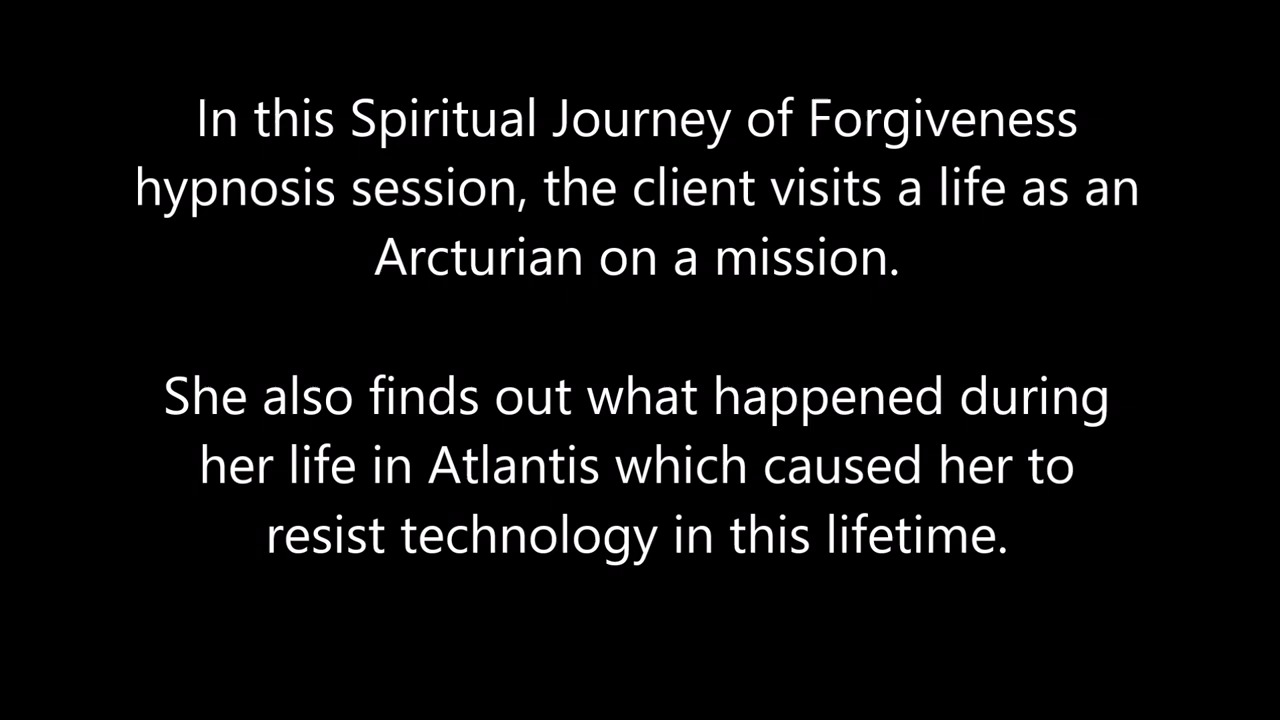 In this Spiritual Journey of Forgiveness
hypnosis session, the client visits a life as an
Arcturian on a mission.
She also finds out what happened during
her life in Atlantis which caused her to
resist technology in this lifetime.